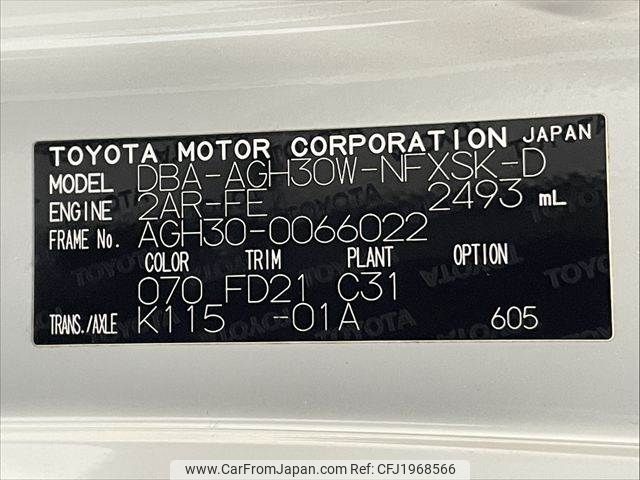 TOYOTA MOTOR CORPORATION JAPAN
MODEL DBA-AGH30W-NFXSK-D
ENGINE 2AR-FE 2493 mL
FRAME No. AGH30-0066022
COLOR TRIM PLANT OPTION
070 FD21 C31
TRANS./AXLE K115 -01A 605
www.CarFromJapan.com - CFJ1968566